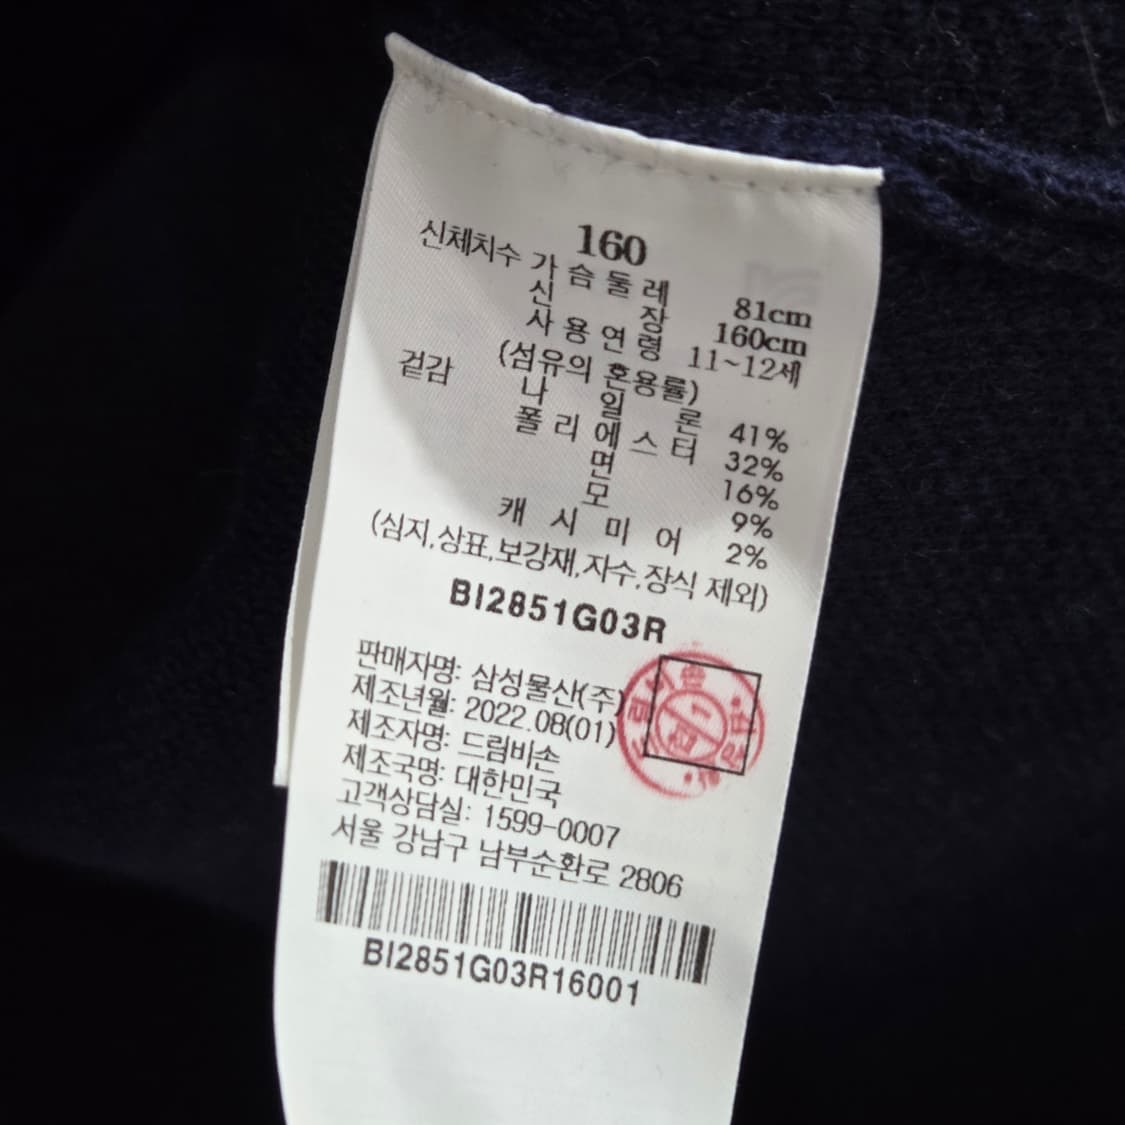 160
신체치수 가슴둘레 81cm
신장 160cm
사용연령 11~12세
(섬유의 혼용률)
겉감 나일론 41%
폴리에스터 32%
면 16%
모 9%
캐시미어 2%
(심지,상표,보강재,자수,장식 제외)
BI2851G03R
판매자명: 삼성물산(주)
제조년월: 2022.08(01)
제조자명: 드림비손
제조국명: 대한민국
고객상담실: 1599-0007
서울 강남구 남부순환로 2806
BI2851G03R16001